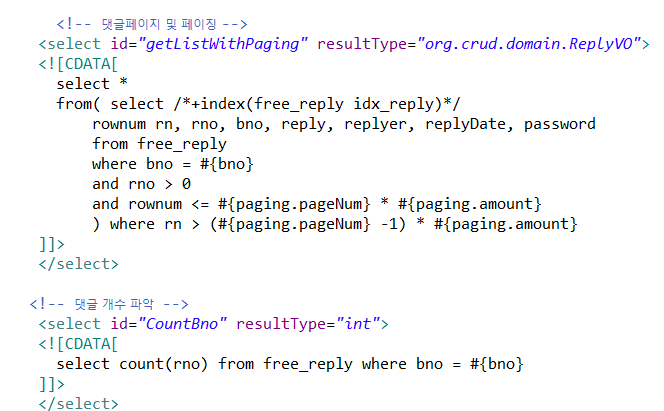 <!-- 댓글페이지 및 페이징 -->
<select id="getListWithPaging" resultType="org.crud.domain.ReplyVO">
<![CDATA[
select *
from( select /*+index(free_reply idx_reply)*/
rownum rn, rno, bno, reply, replyer, replyDate, password
from free_reply
where bno = #{bno}
and rno > 0
and rownum <= #{paging.pageNum} * #{paging.amount}
) where rn > (#{paging.pageNum} -1) * #{paging.amount}
]]>
</select>
<!-- 댓글 개수 파악 -->
<select id="CountBno" resultType="int">
<![CDATA[
select count(rno) from free_reply where bno = #{bno}
]]>
</select>